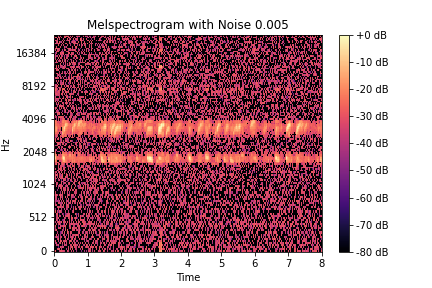 Melspectrogram with Noise 0.005
Hz
16384
8192
4096
2048
1024
512
0
0 1 2 3 4 5 6 7 8
Time
+0 dB
-10 dB
-20 dB
-30 dB
-40 dB
-50 dB
-60 dB
-70 dB
-80 dB